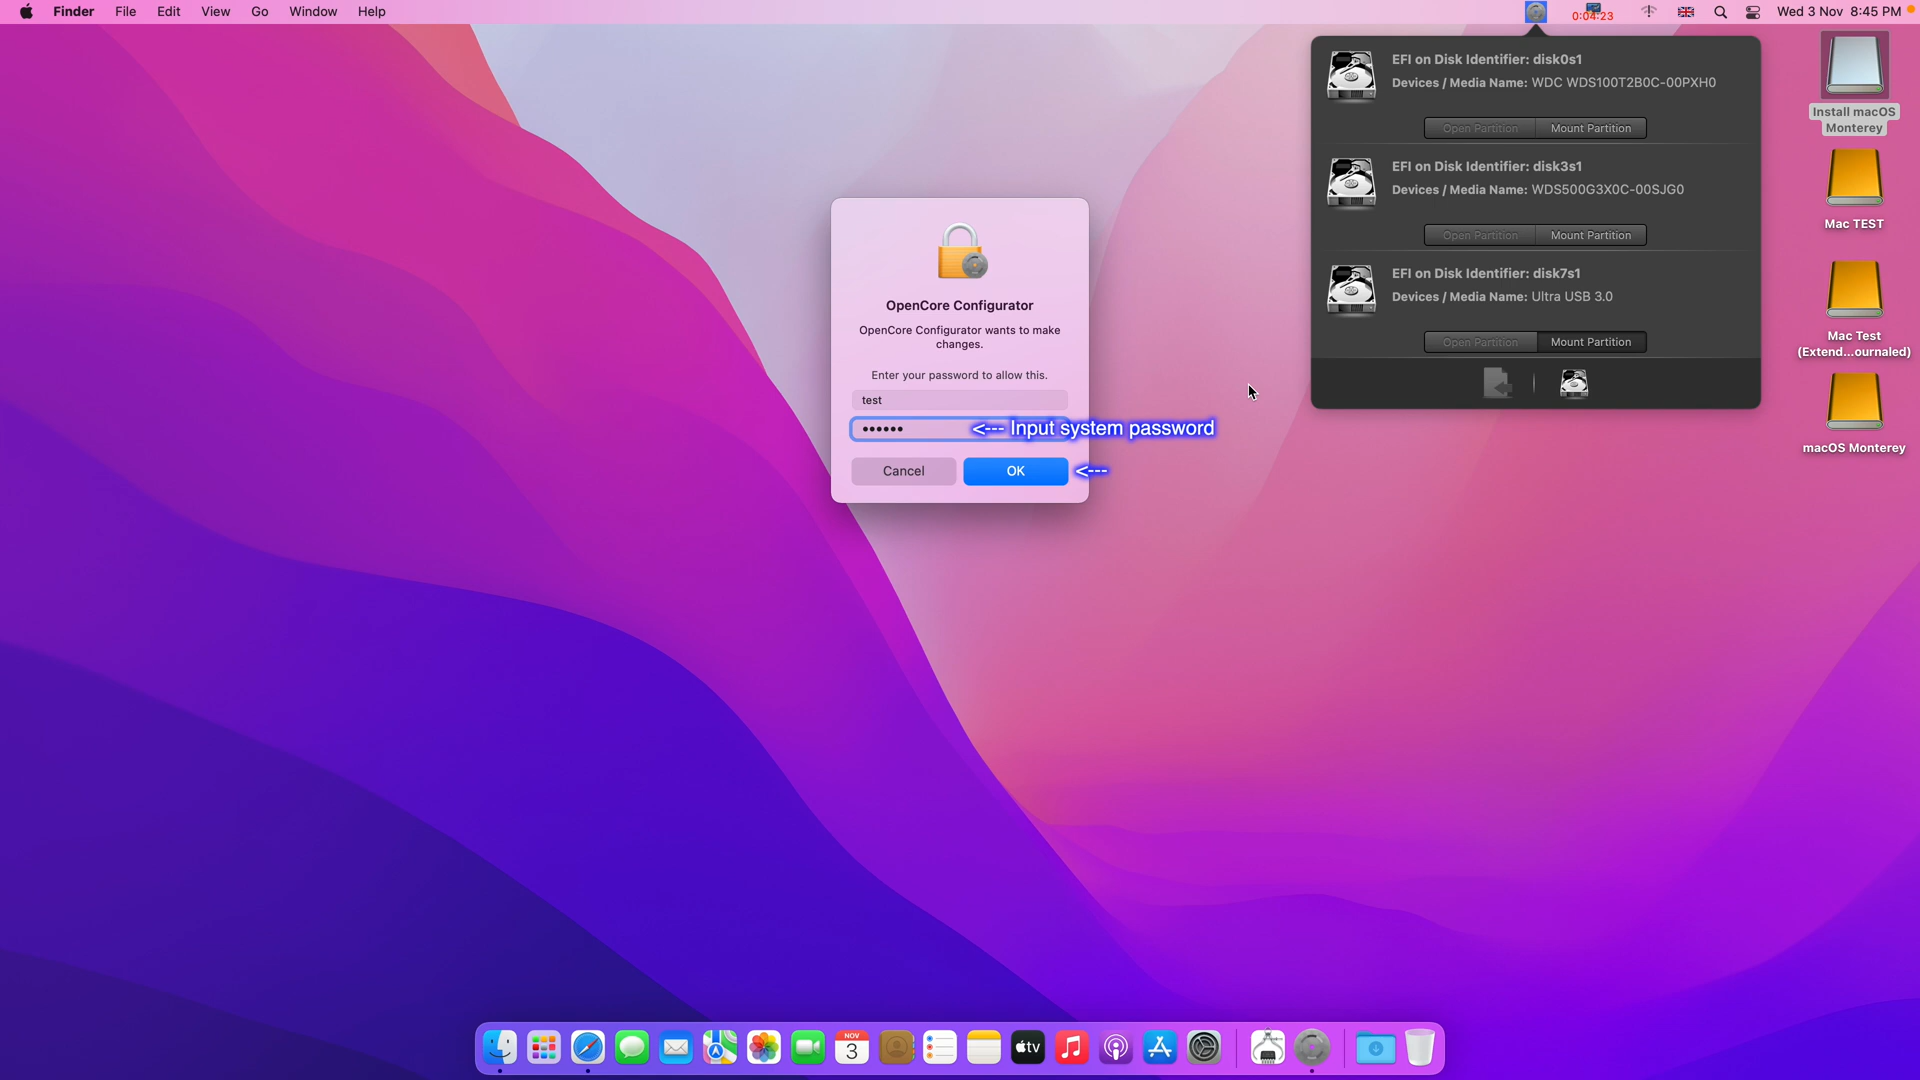 Finder File Edit View Go Window Help
0:04:23
Wed 3 Nov 8:45 PM
EFI on Disk Identifier: disk0s1
Devices / Media Name: WDC WDS100T2B0C-00PXH0
Open Partition Mount Partition
EFI on Disk Identifier: disk3s1
Devices / Media Name: WDS500G3X0C-00SJG0
Open Partition Mount Partition
EFI on Disk Identifier: disk7s1
Devices / Media Name: Ultra USB 3.0
Open Partition Mount Partition
Install macOS
Monterey
Mac TEST
Mac Test
(Extend...ournaled)
macOS Monterey
OpenCore Configurator
OpenCore Configurator wants to make
changes.
Enter your password to allow this.
test
•••••• <--- Input system password
Cancel OK <---
NOV
3
tv